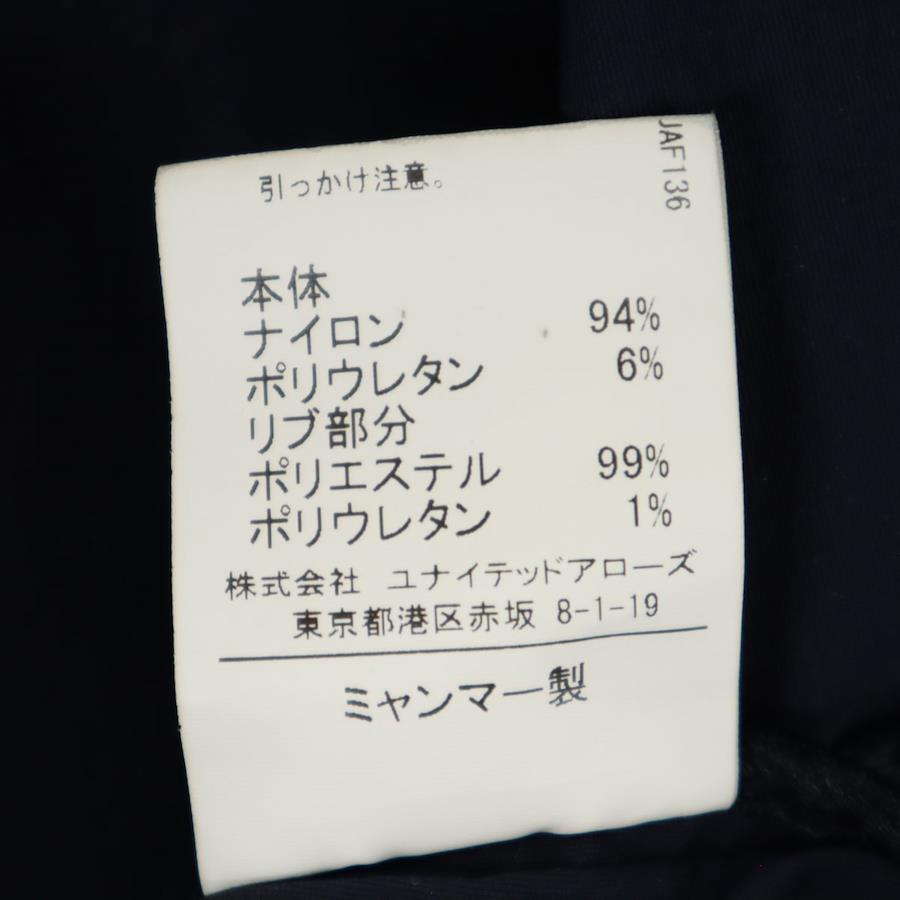 引っかけ注意。
JAF136
本体
ナイロン 94%
ポリウレタン 6%
リブ部分
ポリエステル 99%
ポリウレタン 1%
株式会社 ユナイテッドアローズ
東京都港区赤坂 8-1-19
ミャンマー製